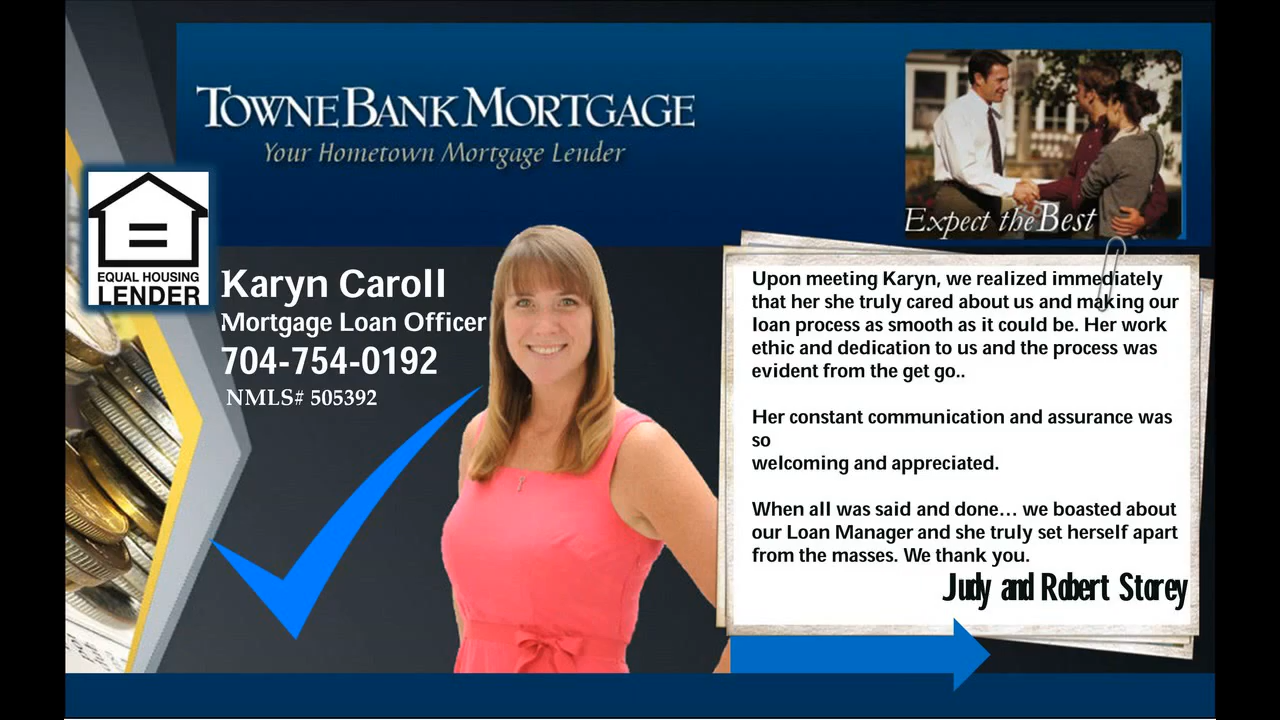 TOWNEBANK MORTGAGE
Your Hometown Mortgage Lender
Expect the Best
EQUAL HOUSING
LENDER
Karyn Caroll
Mortgage Loan Officer
704-754-0192
NMLS# 505392
Upon meeting Karyn, we realized immediately
that her she truly cared about us and making our
loan process as smooth as it could be. Her work
ethic and dedication to us and the process was
evident from the get go..
Her constant communication and assurance was
so
welcoming and appreciated.
When all was said and done... we boasted about
our Loan Manager and she truly set herself apart
from the masses. We thank you.
Judy and Robert Storey